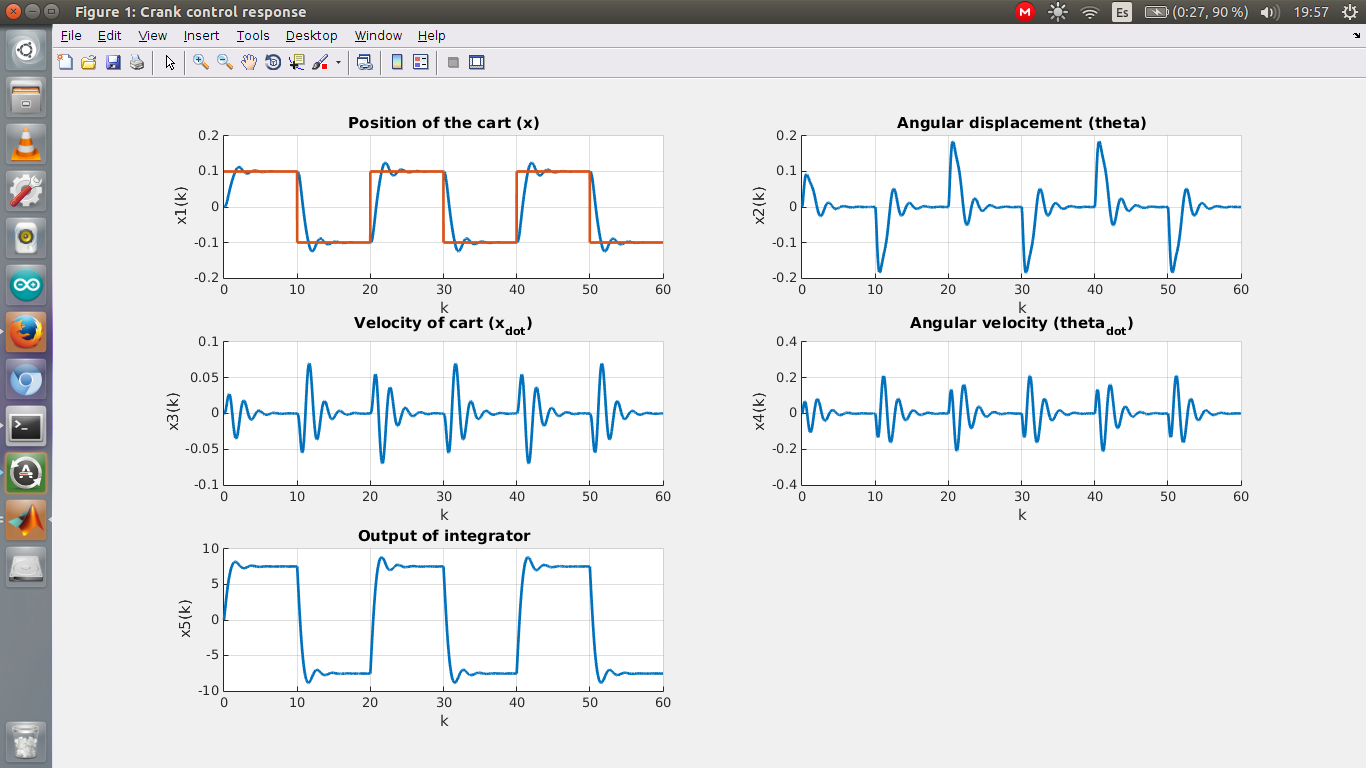 Figure 1: Crank control response
M Es (0:27, 90 %) 19:57
File Edit View Insert Tools Desktop Window Help
Position of the cart (x)
x1(k)
0.2
0.1
0
-0.1
-0.2
0 10 20 30 40 50 60
k
Angular displacement (theta)
x2(k)
0.2
0.1
0
-0.1
-0.2
0 10 20 30 40 50 60
k
Velocity of cart (x_dot)
x3(k)
0.1
0.05
0
-0.05
-0.1
0 10 20 30 40 50 60
k
Angular velocity (theta_dot)
x4(k)
0.4
0.2
0
-0.2
-0.4
0 10 20 30 40 50 60
k
Output of integrator
x5(k)
10
5
0
-5
-10
0 10 20 30 40 50 60
k